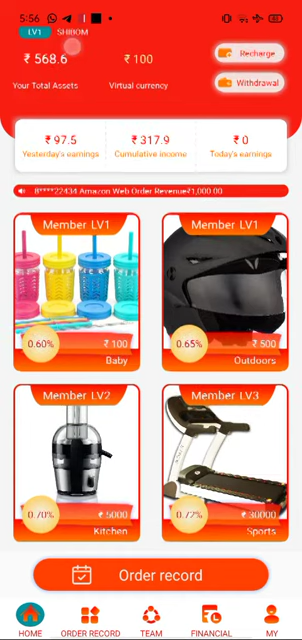 5:56
LV1 SHIBOM
₹ 568.6
₹ 100
Recharge
Your Total Assets
Virtual currency
Withdrawal
₹ 97.5
₹ 317.9
₹ 0
Yesterday's earnings
Cumulative income
Today's earnings
8****22434 Amazon Web Order Revenue₹1,000.00
Member LV1
0.60%
₹ 100
Baby
Member LV1
0.65%
₹ 500
Outdoors
Member LV2
0.70%
₹ 5000
Kitchen
Member LV3
0.72%
₹ 30000
Sports
Order record
HOME
ORDER RECORD
TEAM
FINANCIAL
MY